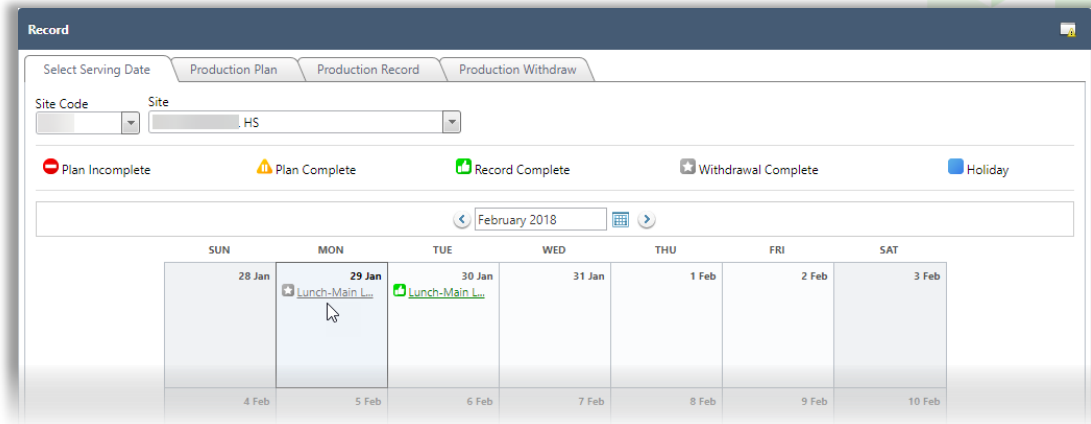 Record
Select Serving Date Production Plan Production Record Production Withdraw
Site Code Site
HS
Plan Incomplete Plan Complete Record Complete Withdrawal Complete Holiday
February 2018
SUN MON TUE WED THU FRI SAT
28 Jan 29 Jan 30 Jan 31 Jan 1 Feb 2 Feb 3 Feb
Lunch-Main L... Lunch-Main L...
4 Feb 5 Feb 6 Feb 7 Feb 8 Feb 9 Feb 10 Feb